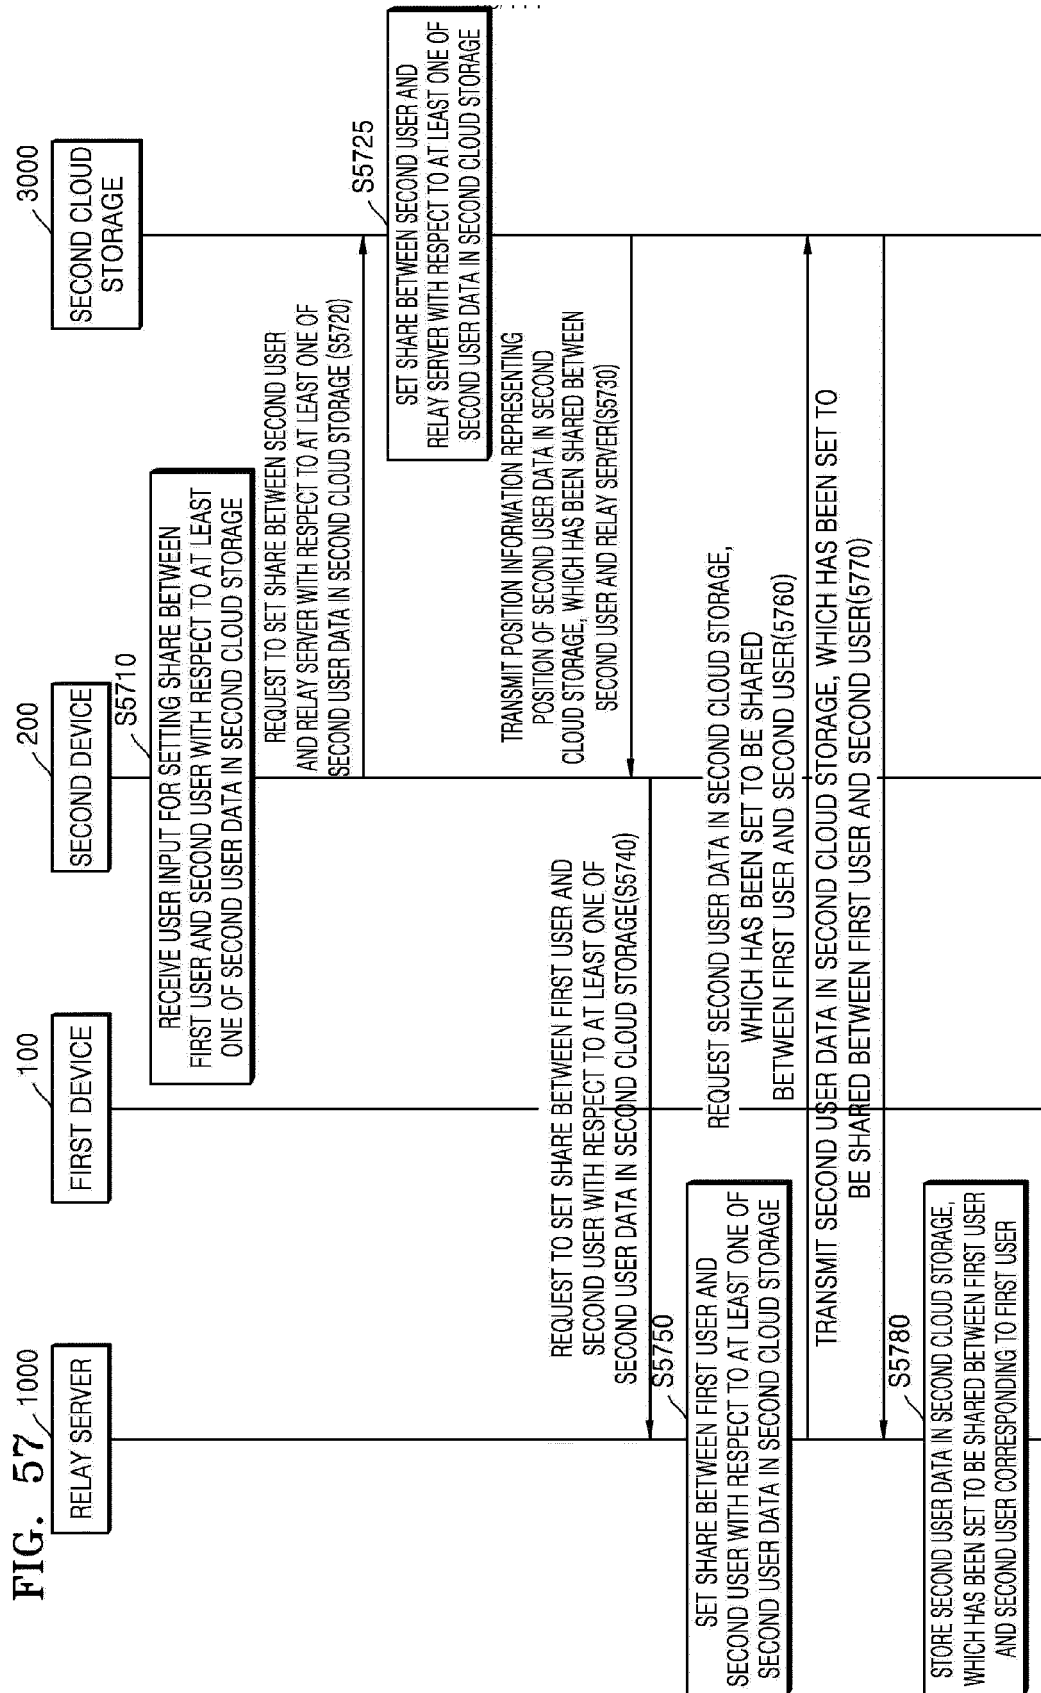 FIG. 57
1000
RELAY SERVER
100
FIRST DEVICE
200
SECOND DEVICE
3000
SECOND CLOUD
STORAGE
S5710
RECEIVE USER INPUT FOR SETTING SHARE BETWEEN
FIRST USER AND SECOND USER WITH RESPECT TO AT LEAST
ONE OF SECOND USER DATA IN SECOND CLOUD STORAGE
REQUEST TO SET SHARE BETWEEN SECOND USER
AND RELAY SERVER WITH RESPECT TO AT LEAST ONE OF
SECOND USER DATA IN SECOND CLOUD STORAGE (S5720)
S5725
SET SHARE BETWEEN SECOND USER AND
RELAY SERVER WITH RESPECT TO AT LEAST ONE OF
SECOND USER DATA IN SECOND CLOUD STORAGE
TRANSMIT POSITION INFORMATION REPRESENTING
POSITION OF SECOND USER DATA IN SECOND
CLOUD STORAGE, WHICH HAS BEEN SHARED BETWEEN
SECOND USER AND RELAY SERVER(S5730)
REQUEST TO SET SHARE BETWEEN FIRST USER AND
SECOND USER WITH RESPECT TO AT LEAST ONE OF
SECOND USER DATA IN SECOND CLOUD STORAGE(S5740)
S5750
SET SHARE BETWEEN FIRST USER AND
SECOND USER WITH RESPECT TO AT LEAST ONE OF
SECOND USER DATA IN SECOND CLOUD STORAGE
REQUEST SECOND USER DATA IN SECOND CLOUD STORAGE,
WHICH HAS BEEN SET TO BE SHARED
BETWEEN FIRST USER AND SECOND USER(5760)
TRANSMIT SECOND USER DATA IN SECOND CLOUD STORAGE, WHICH HAS BEEN SET TO
BE SHARED BETWEEN FIRST USER AND SECOND USER(5770)
S5780
STORE SECOND USER DATA IN SECOND CLOUD STORAGE,
WHICH HAS BEEN SET TO BE SHARED BETWEEN FIRST USER
AND SECOND USER CORRESPONDING TO FIRST USER